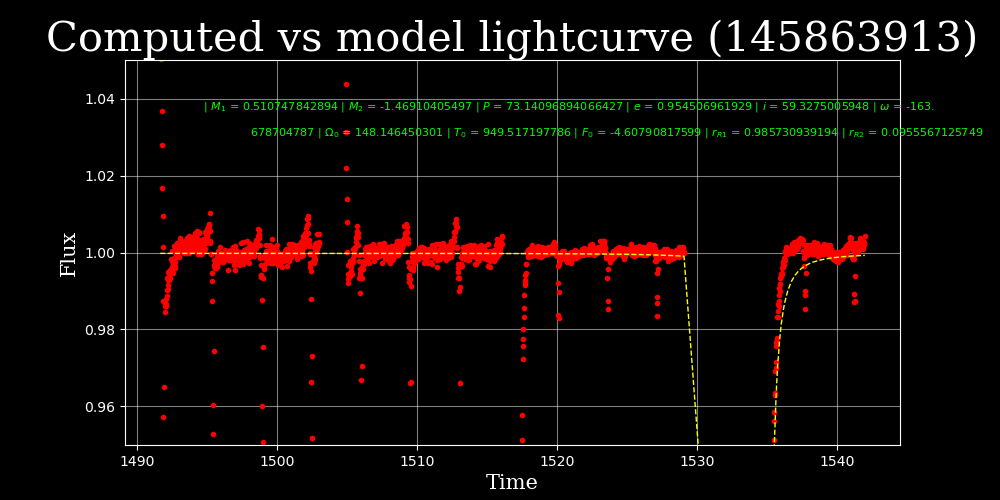 Computed vs model lightcurve (145863913)
| M₁ = 0.510747842894 | M₂ = -1.46910405497 | P = 73.14096894066427 | e = 0.954506961929 | i = 59.3275005948 | ω = -163.
678704787 | Ω₀ = 148.146450301 | T₀ = 949.517197786 | F₀ = -4.60790817599 | r_R1 = 0.985730939194 | r_R2 = 0.0955567125749
1.04
1.02
1.00
0.98
0.96
Flux
1490 1500 1510 1520 1530 1540
Time